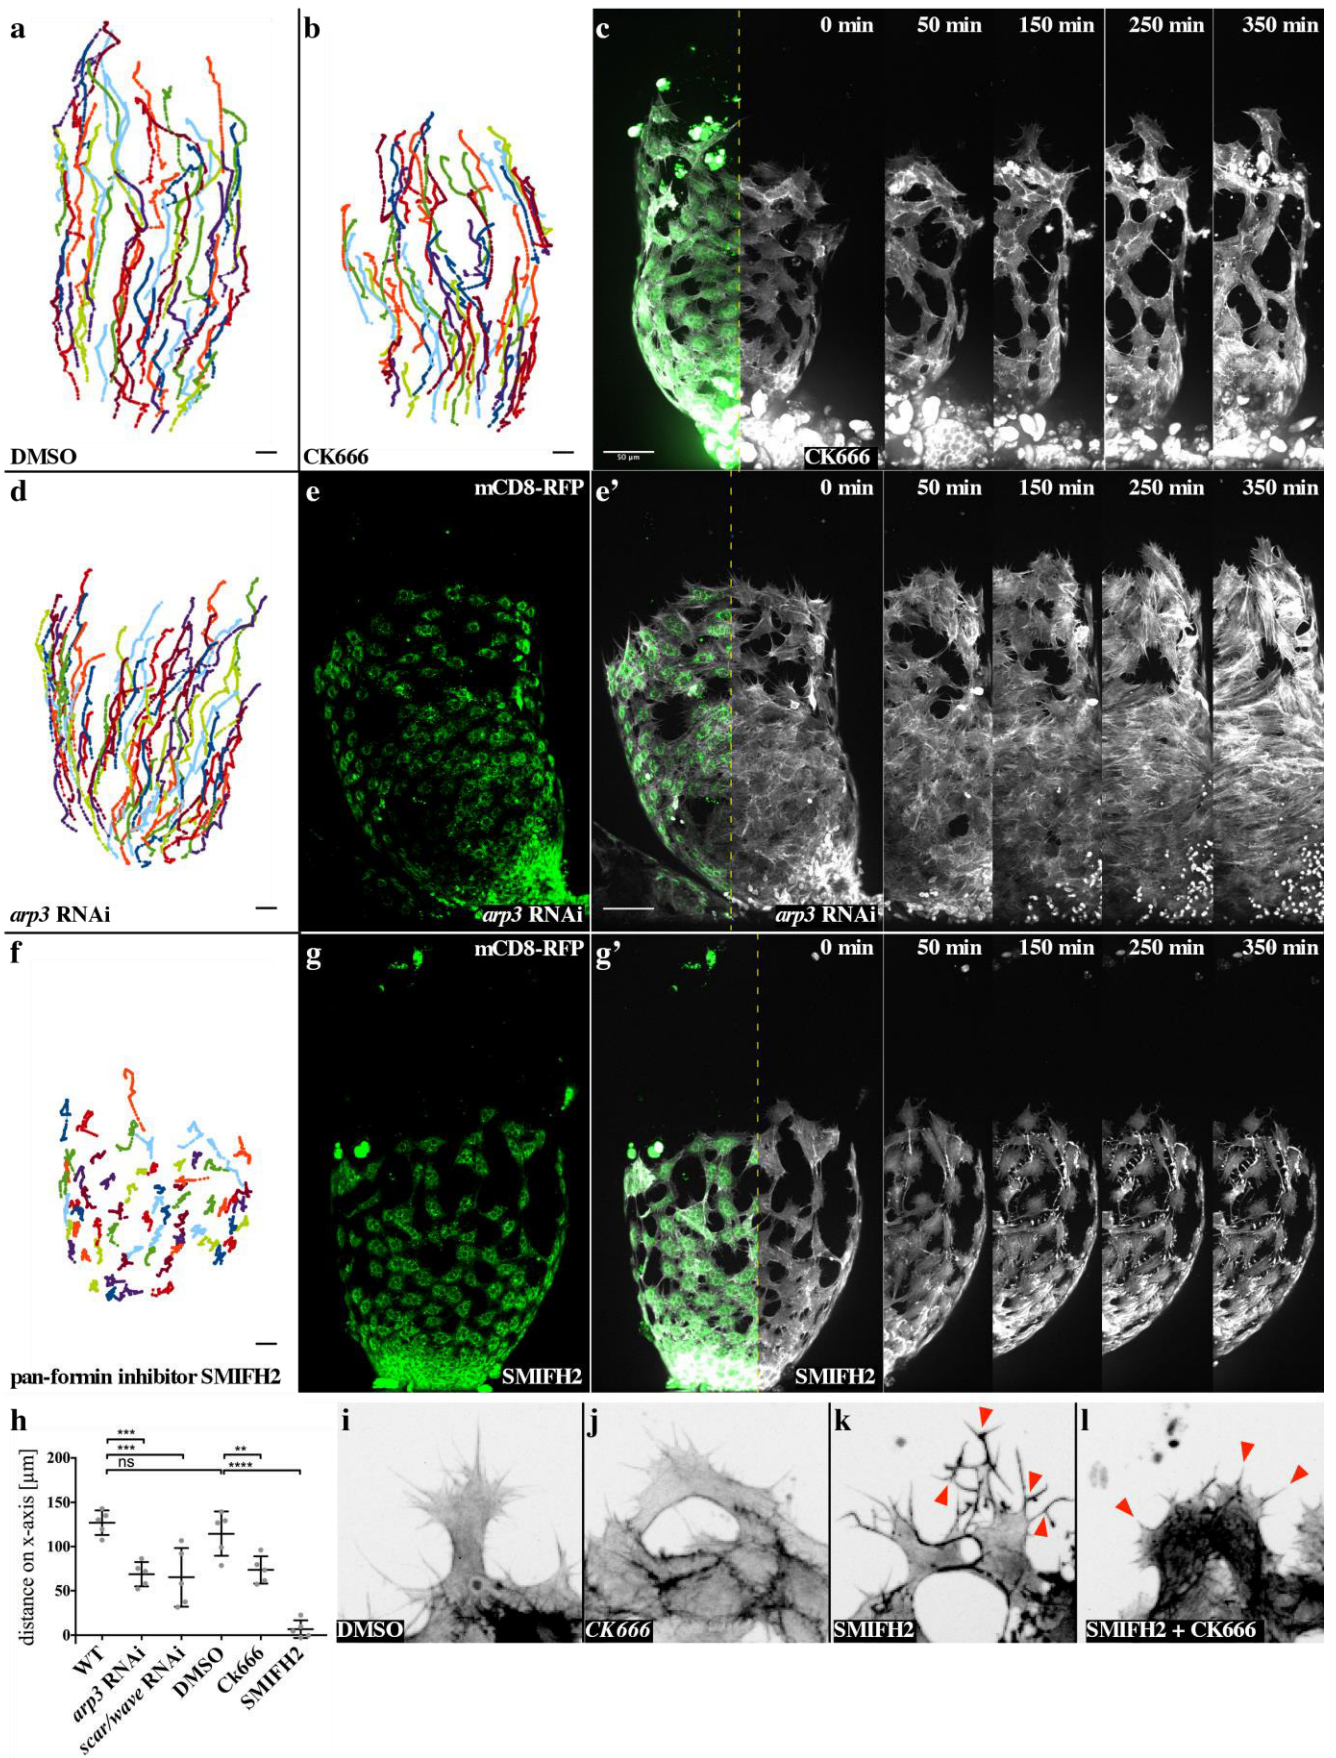 a
b
c
0 min
50 min
150 min
250 min
350 min
DMSO
CK666
50 µm
CK666
d
e
mCD8-RFP
e’
0 min
50 min
150 min
250 min
350 min
arp3 RNAi
arp3 RNAi
arp3 RNAi
f
g
mCD8-RFP
g’
0 min
50 min
150 min
250 min
350 min
pan-formin inhibitor SMIFH2
SMIFH2
SMIFH2
h
distance on x-axis [µm]
200
150
100
50
0
***
***
ns
**
****
WT
arp3 RNAi
scar/wave RNAi
DMSO
Ck666
SMIFH2
i
DMSO
j
CK666
k
SMIFH2
l
SMIFH2 + CK666